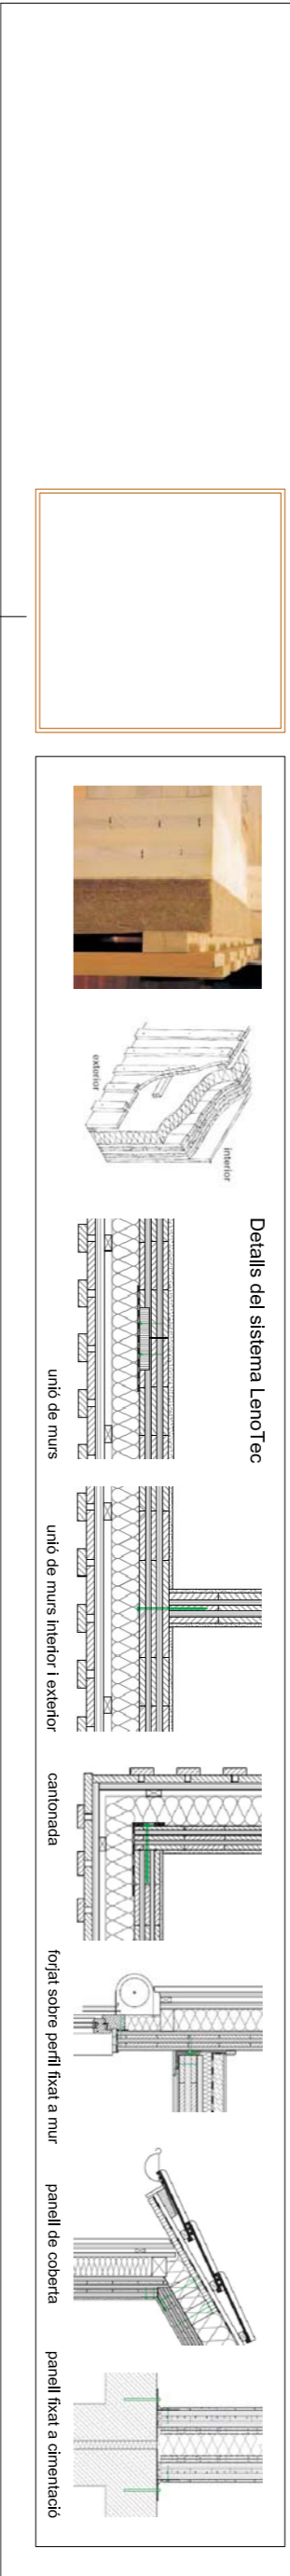 Detalls del sistema LenoTec
exterior
interior
unió de murs
unió de murs interior i exterior
cantonada
forjat sobre perfil fixat a mur
panell de coberta
panell fixat a cimentació